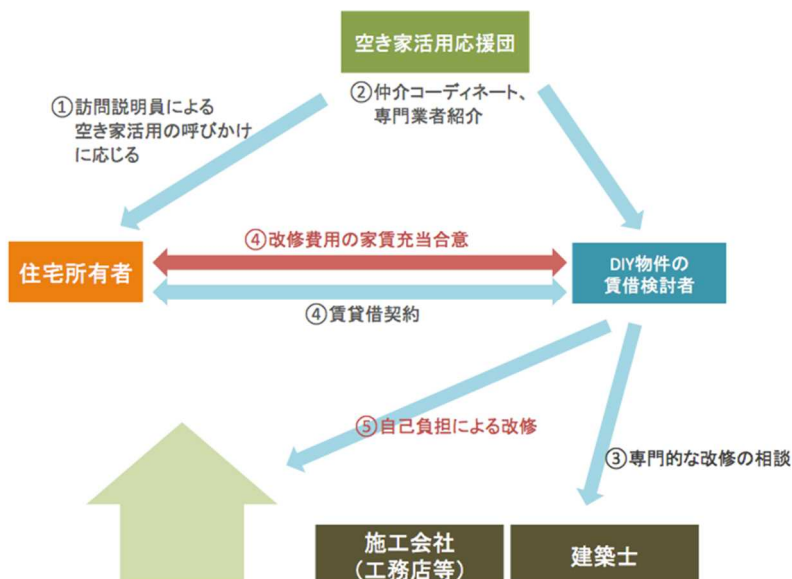 空き家活用応援団
①訪問説明員による
空き家活用の呼びかけ
に応じる
②仲介コーディネート、
専門業者紹介
④改修費用の家賃充当合意
住宅所有者
DIY物件の
賃借検討者
④賃貸借契約
⑤自己負担による改修
③専門的な改修の相談
施工会社
（工務店等）
建築士